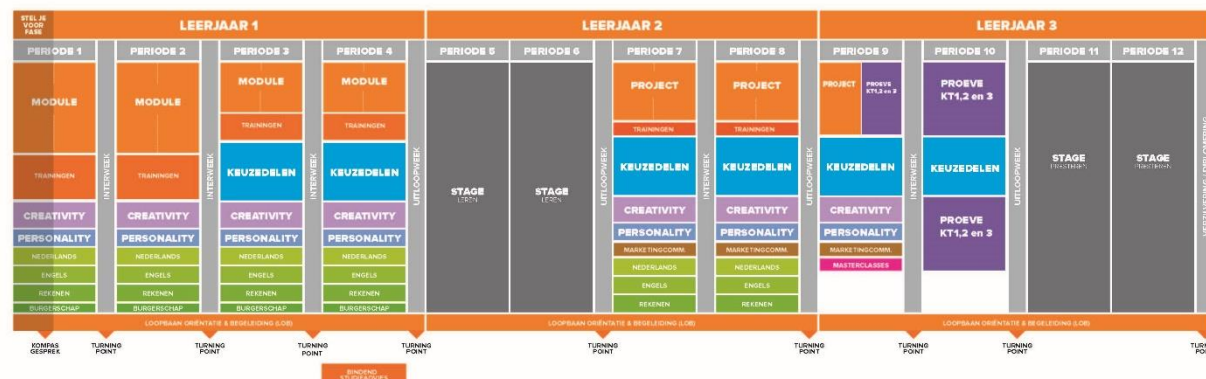 STEL JE
VOOR
FASE
LEERJAAR 1
LEERJAAR 2
LEERJAAR 3
PERIODE 1
PERIODE 2
PERIODE 3
PERIODE 4
PERIODE 5
PERIODE 6
PERIODE 7
PERIODE 8
PERIODE 9
PERIODE 10
PERIODE 11
PERIODE 12
MODULE
TRAININGEN
CREATIVITY
PERSONALITY
NEDERLANDS
ENGELS
REKENEN
BURGERSCHAP
INTERWEEK
MODULE
TRAININGEN
CREATIVITY
PERSONALITY
NEDERLANDS
ENGELS
REKENEN
BURGERSCHAP
INTERWEEK
MODULE
TRAININGEN
KEUZEDELEN
CREATIVITY
PERSONALITY
NEDERLANDS
ENGELS
REKENEN
BURGERSCHAP
INTERWEEK
MODULE
TRAININGEN
KEUZEDELEN
CREATIVITY
PERSONALITY
NEDERLANDS
ENGELS
REKENEN
BURGERSCHAP
UITLOOPWEEK
STAGE
LEREN
STAGE
LEREN
UITLOOPWEEK
PROJECT
TRAININGEN
KEUZEDELEN
CREATIVITY
PERSONALITY
MARKETINGCOMM.
NEDERLANDS
ENGELS
REKENEN
INTERWEEK
PROJECT
TRAININGEN
KEUZEDELEN
CREATIVITY
PERSONALITY
MARKETINGCOMM.
NEDERLANDS
ENGELS
REKENEN
UITLOOPWEEK
PROJECT
PROEVE
KT1,2 en 3
KEUZEDELEN
CREATIVITY
PERSONALITY
MARKETINGCOMM.
MASTERCLASSES
INTERWEEK
PROEVE
KT1,2 en 3
KEUZEDELEN
PROEVE
KT1,2 en 3
UITLOOPWEEK
STAGE
PRESTEREN
STAGE
PRESTEREN
LOOPBAAN ORIËNTATIE & BEGELEIDING (LOB)
LOOPBAAN ORIËNTATIE & BEGELEIDING (LOB)
LOOPBAAN ORIËNTATIE & BEGELEIDING (LOB)
KOMPAS
GESPREK
TURNING
POINT
TURNING
POINT
TURNING
POINT
TURNING
POINT
TURNING
POINT
TURNING
POINT
TURNING
POINT
TURNING
POINT
TURNING
POINT
TURNING
POINT
BINDEND
STUDIEADVIES